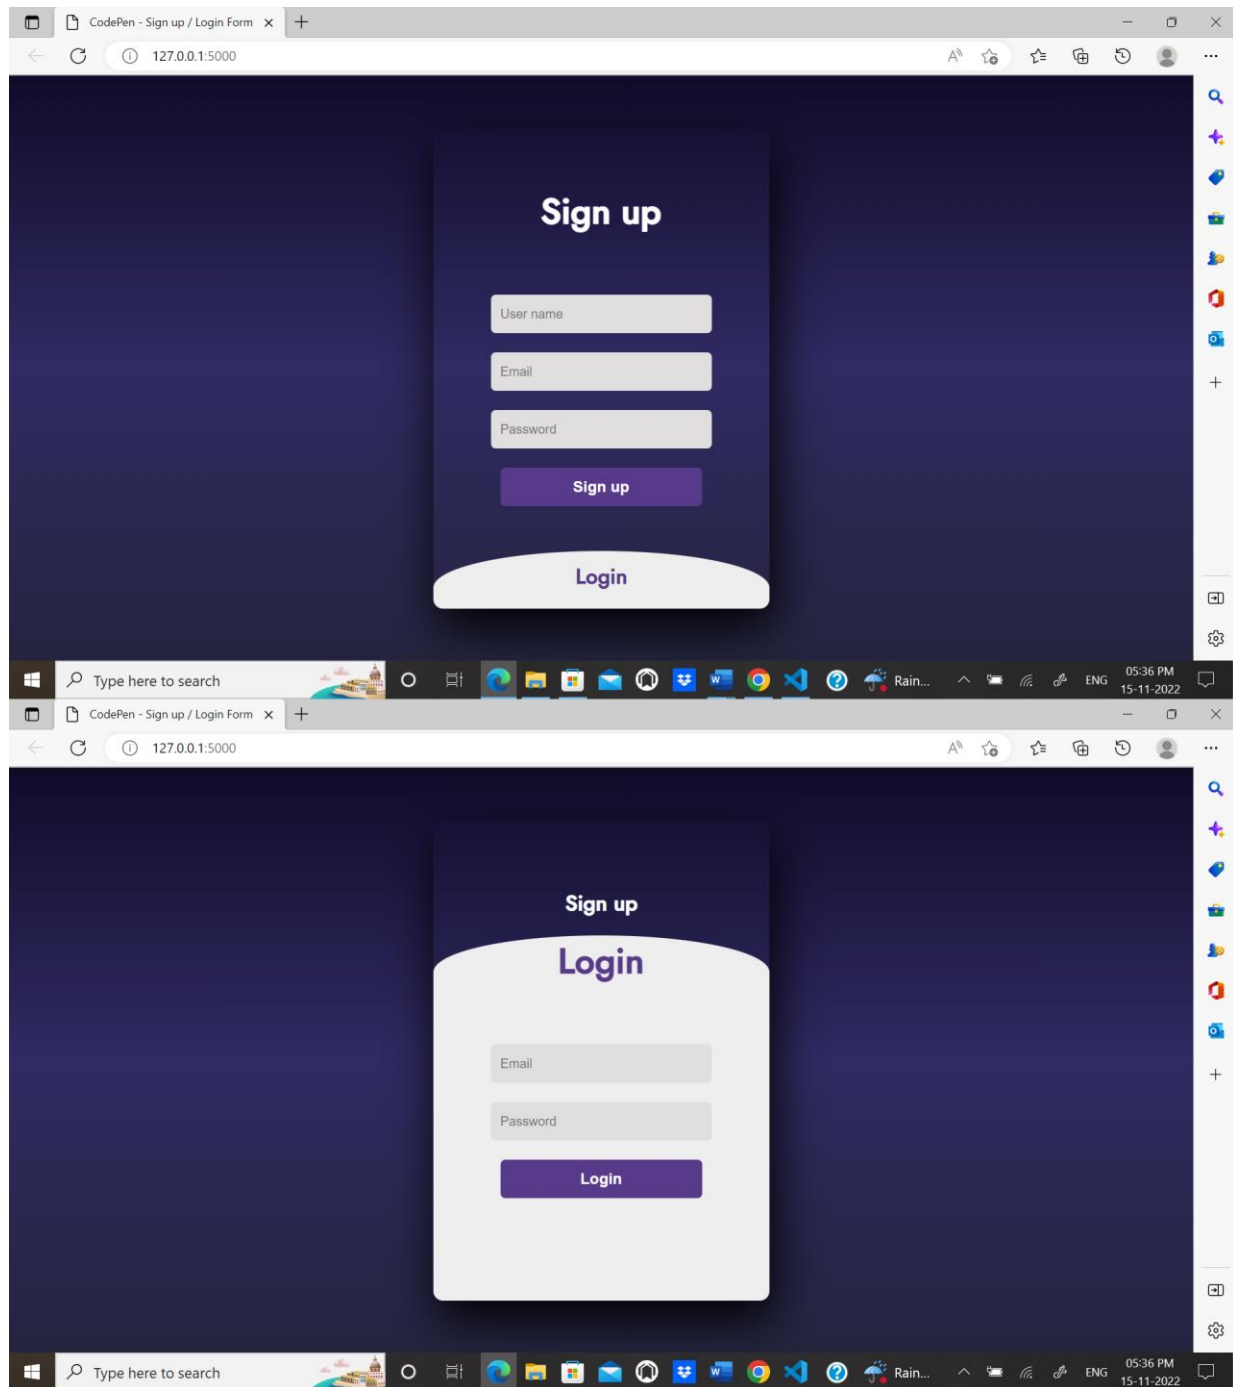 CodePen - Sign up / Login Form
127.0.0.1:5000
Sign up
User name
Email
Password
Sign up
Login
Type here to search
Rain...
ENG
05:36 PM
15-11-2022
CodePen - Sign up / Login Form
127.0.0.1:5000
Sign up
Login
Email
Password
Login
Type here to search
Rain...
ENG
05:36 PM
15-11-2022